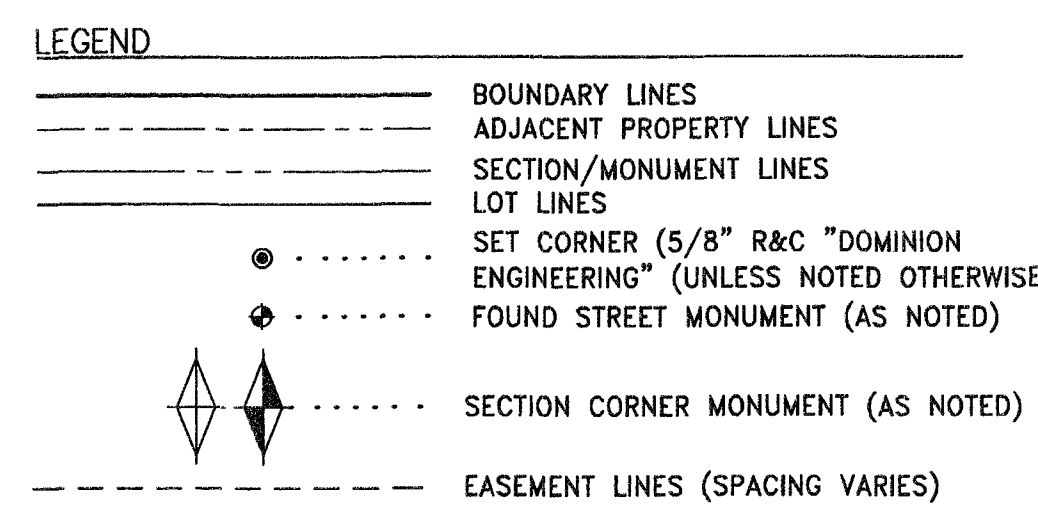 LEGEND
BOUNDARY LINES
ADJACENT PROPERTY LINES
SECTION/MONUMENT LINES
LOT LINES
SET CORNER (5/8" R&C "DOMINION
ENGINEERING" (UNLESS NOTED OTHERWISE
FOUND STREET MONUMENT (AS NOTED)
SECTION CORNER MONUMENT (AS NOTED)
EASEMENT LINES (SPACING VARIES)